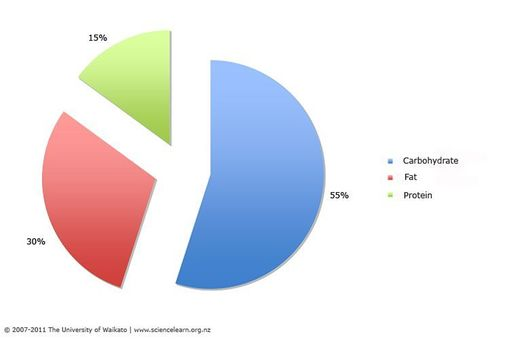 15%
Carbohydrate
Fat
Protein
55%
30%
© 2007-2011 The University of Waikato | www.sciencelearn.org.nz